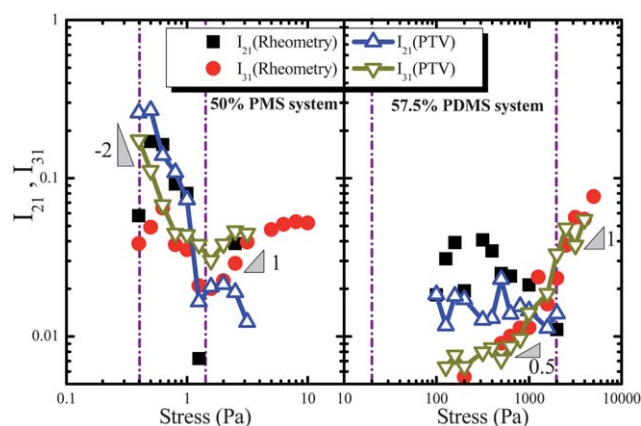 I21(Rheometry) I21(PTV)
I31(Rheometry) I31(PTV)
50% PMS system 57.5% PDMS system
1
0.1
0.01
I21 , I31
-2
1
1
0.5
0.1 1 10
100 1000 10000
Stress (Pa) Stress (Pa)